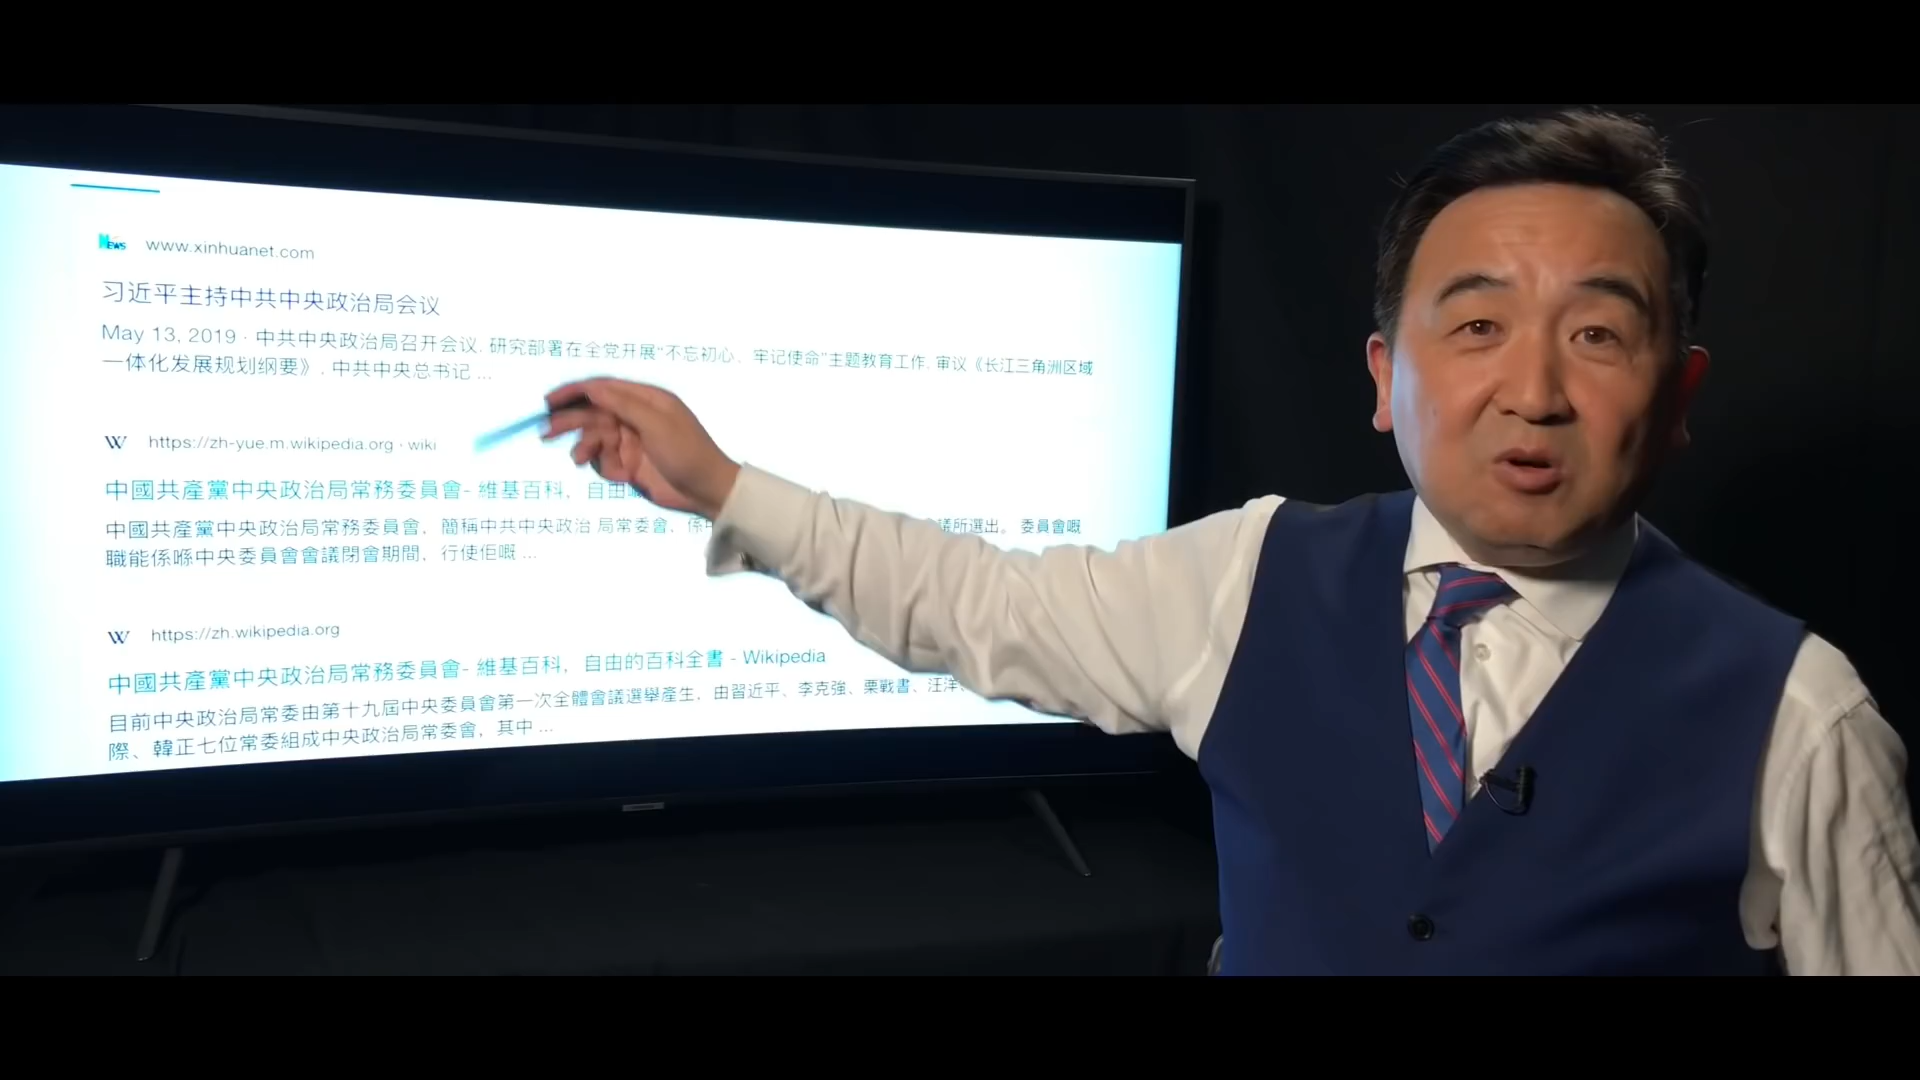 NEWS www.xinhuanet.com
习近平主持中共中央政治局会议
May 13, 2019 · 中共中央政治局召开会议, 研究部署在全党开展“不忘初心、牢记使命”主题教育工作, 审议《长江三角洲区域
一体化发展规划纲要》, 中共中央总书记 ...
W https://zh-yue.m.wikipedia.org · wiki
中國共產黨中央政治局常務委員會- 維基百科，自由
中國共產黨中央政治局常務委員會，簡稱中共中央政治 局常委會，係 議所選出。 委員會嘅
職能係喺中央委員會會議閉會期間，行使佢嘅 ...
W https://zh.wikipedia.org
中國共產黨中央政治局常務委員會- 維基百科，自由的百科全書 - Wikipedia
目前中央政治局常委由第十九屆中央委員會第一次全體會議選舉產生，由習近平、李克強、栗戰書、汪洋、
際、韓正七位常委組成中央政治局常委會，其中 ...